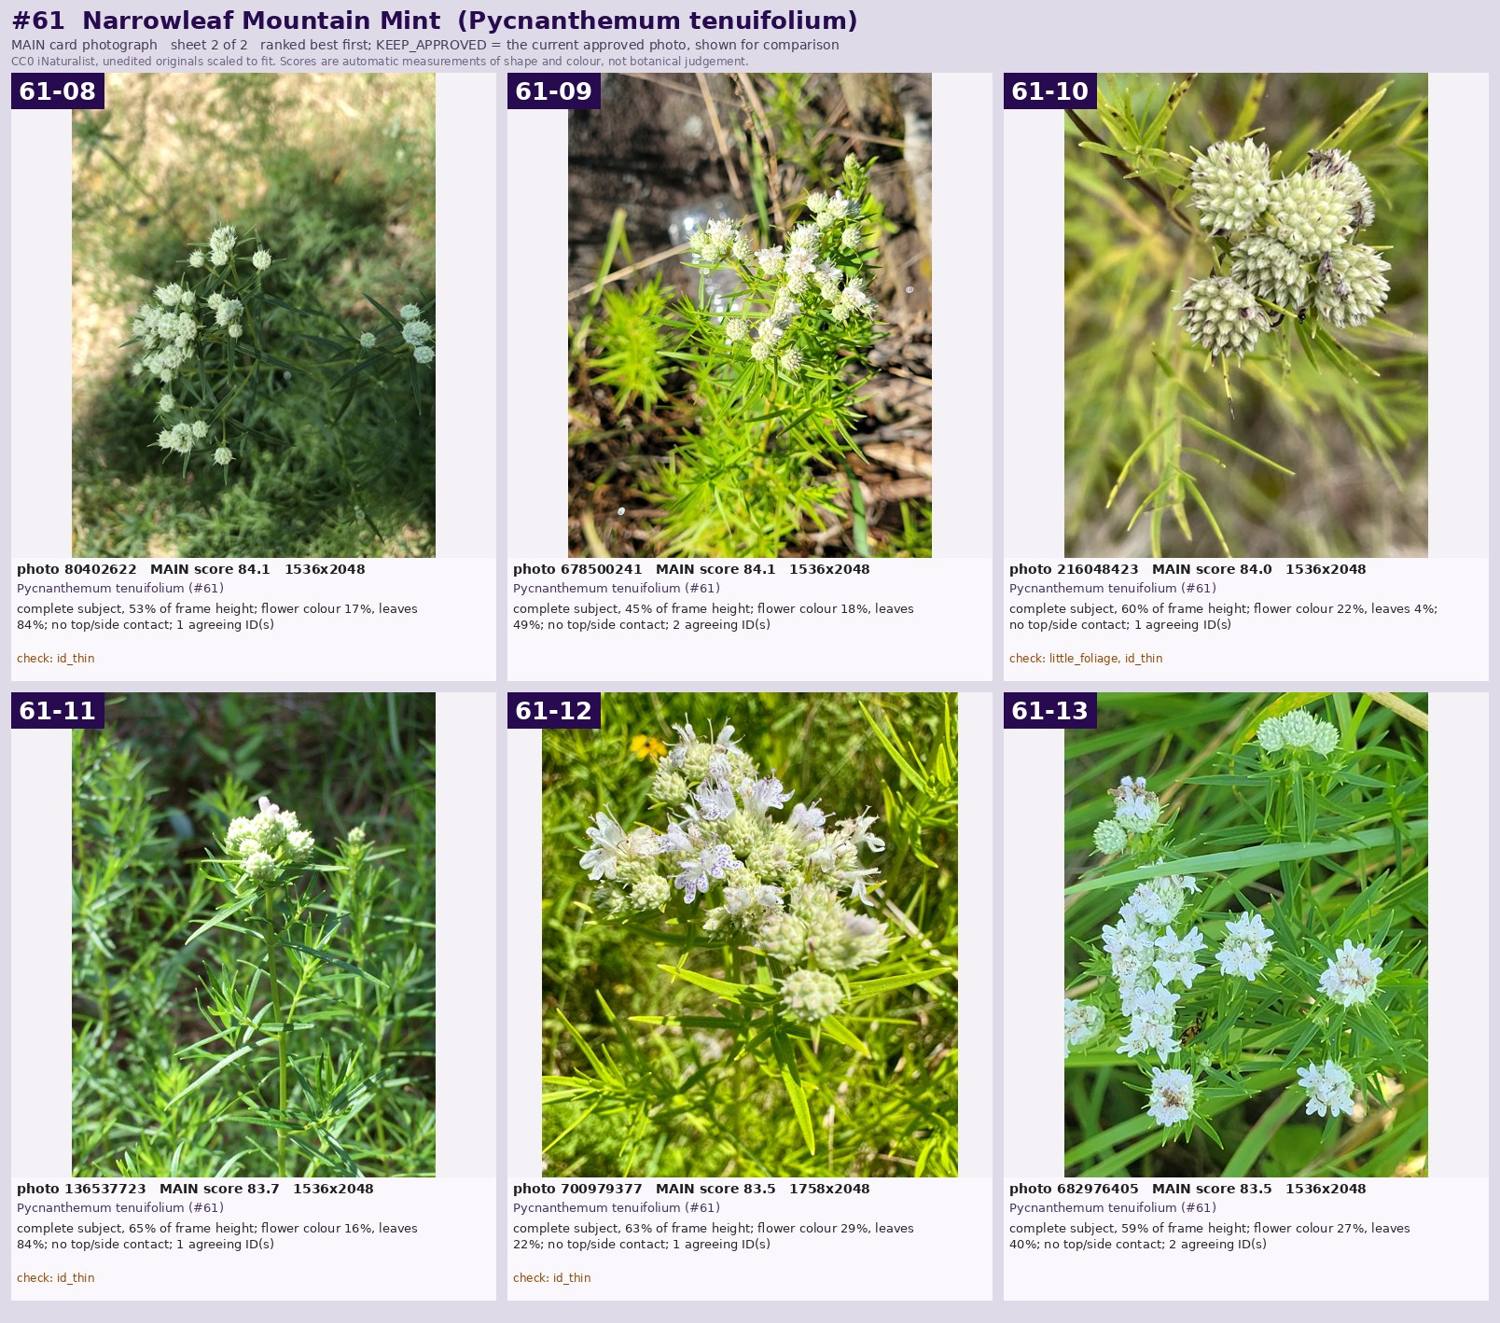 #61  Narrowleaf Mountain Mint  (Pycnanthemum tenuifolium)
MAIN card photograph   sheet 2 of 2   ranked best first; KEEP_APPROVED = the current approved photo, shown for comparison
CC0 iNaturalist, unedited originals scaled to fit. Scores are automatic measurements of shape and colour, not botanical judgement.
61-08
photo 80402622   MAIN score 84.1   1536x2048
Pycnanthemum tenuifolium (#61)
complete subject, 53% of frame height; flower colour 17%, leaves
84%; no top/side contact; 1 agreeing ID(s)
check: id_thin
61-09
photo 678500241   MAIN score 84.1   1536x2048
Pycnanthemum tenuifolium (#61)
complete subject, 45% of frame height; flower colour 18%, leaves
49%; no top/side contact; 2 agreeing ID(s)
61-10
photo 216048423   MAIN score 84.0   1536x2048
Pycnanthemum tenuifolium (#61)
complete subject, 60% of frame height; flower colour 22%, leaves 4%;
no top/side contact; 1 agreeing ID(s)
check: little_foliage, id_thin
61-11
photo 136537723   MAIN score 83.7   1536x2048
Pycnanthemum tenuifolium (#61)
complete subject, 65% of frame height; flower colour 16%, leaves
84%; no top/side contact; 1 agreeing ID(s)
check: id_thin
61-12
photo 700979377   MAIN score 83.5   1758x2048
Pycnanthemum tenuifolium (#61)
complete subject, 63% of frame height; flower colour 29%, leaves
22%; no top/side contact; 1 agreeing ID(s)
check: id_thin
61-13
photo 682976405   MAIN score 83.5   1536x2048
Pycnanthemum tenuifolium (#61)
complete subject, 59% of frame height; flower colour 27%, leaves
40%; no top/side contact; 2 agreeing ID(s)